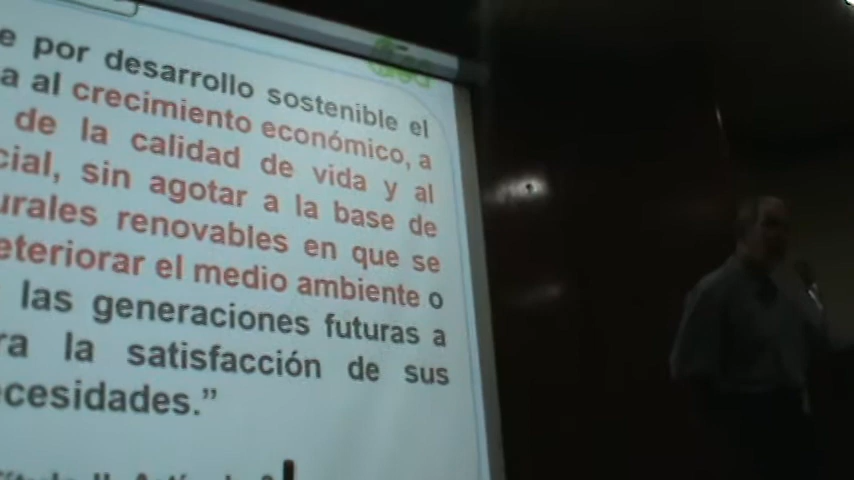 e por desarrollo sostenible el
a al crecimiento económico, a
de la calidad de vida y al
cial, sin agotar a la base de
urales renovables en que se
eteriorar el medio ambiente o
las generaciones futuras a
ra la satisfacción de sus
cesidades.”